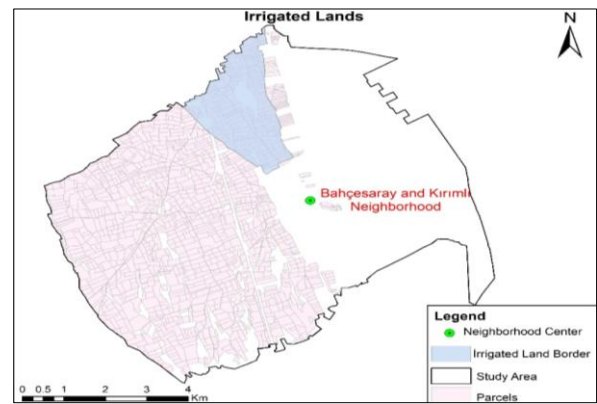 Irrigated Lands
N
Bahçesaray and Kırımlı
Neighborhood
Legend
Neighborhood Center
Irrigated Land Border
Study Area
Parcels
0 0.5 1 2 3 4
Km